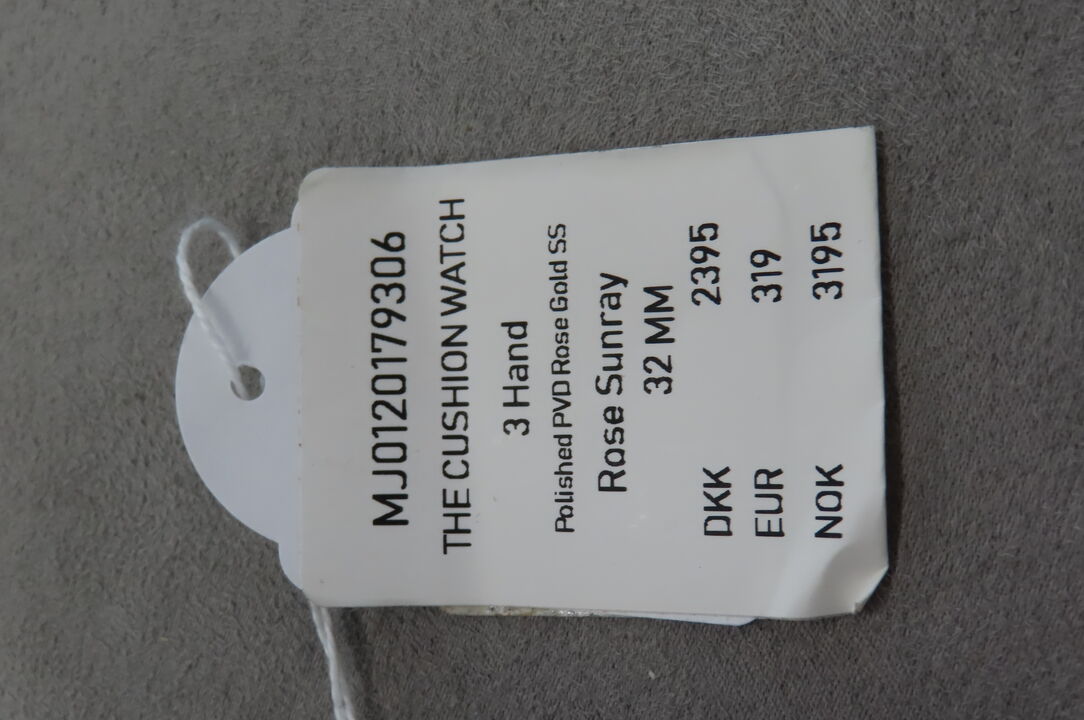 MJ0120179306
THE CUSHION WATCH
3 Hand
Polished PVD Rose Gold SS
Rose Sunray
32 MM
DKK 2395
EUR 319
NOK 3195